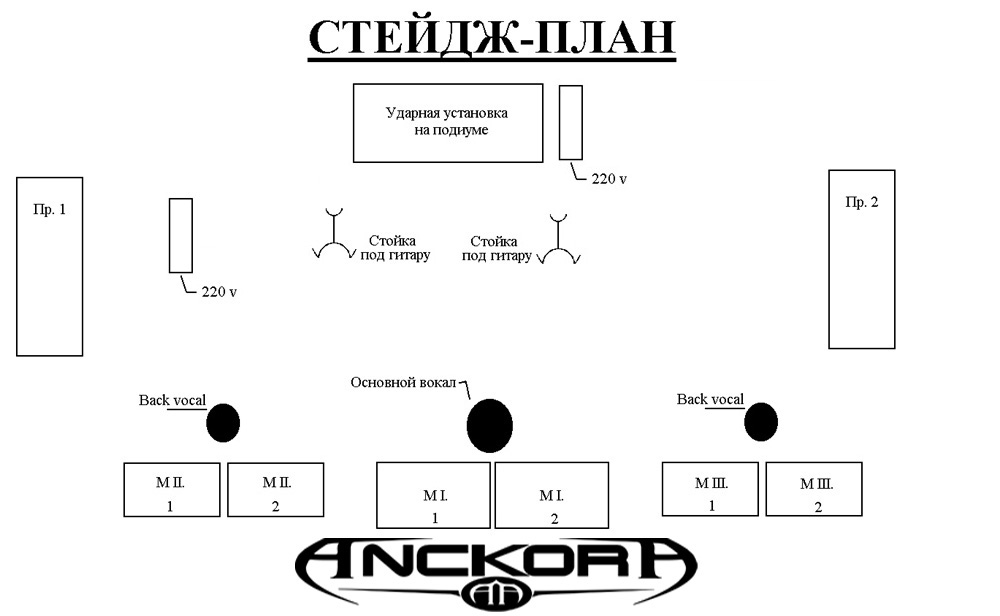 СТЕЙДЖ-ПЛАН
Ударная установка
на подиуме
220 v
Пр. 1
Пр. 2
Стойка
под гитару
Стойка
под гитару
220 v
Основной вокал
Back vocal
Back vocal
M II.
1
M II.
2
M I.
1
M I.
2
M III.
1
M III.
2
ANCKORA